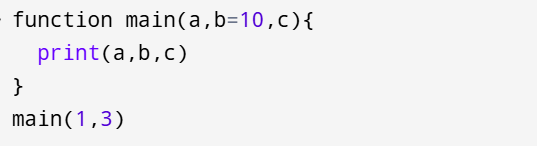 function main(a,b=10,c){
  print(a,b,c)
}
main(1,3)